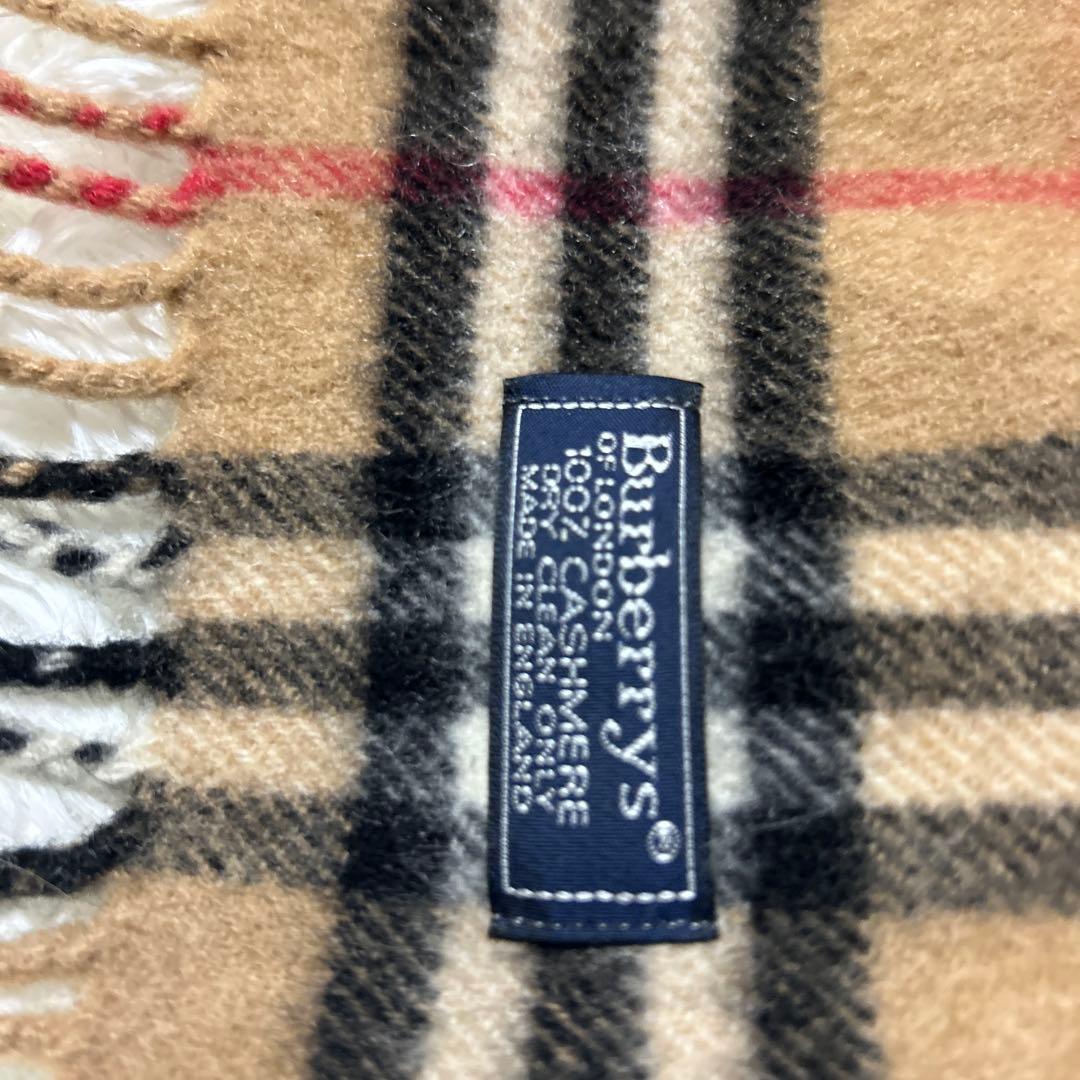 Burberrys®
OF LONDON
100% CASHMERE
DRY CLEAN ONLY
MADE IN ENGLAND